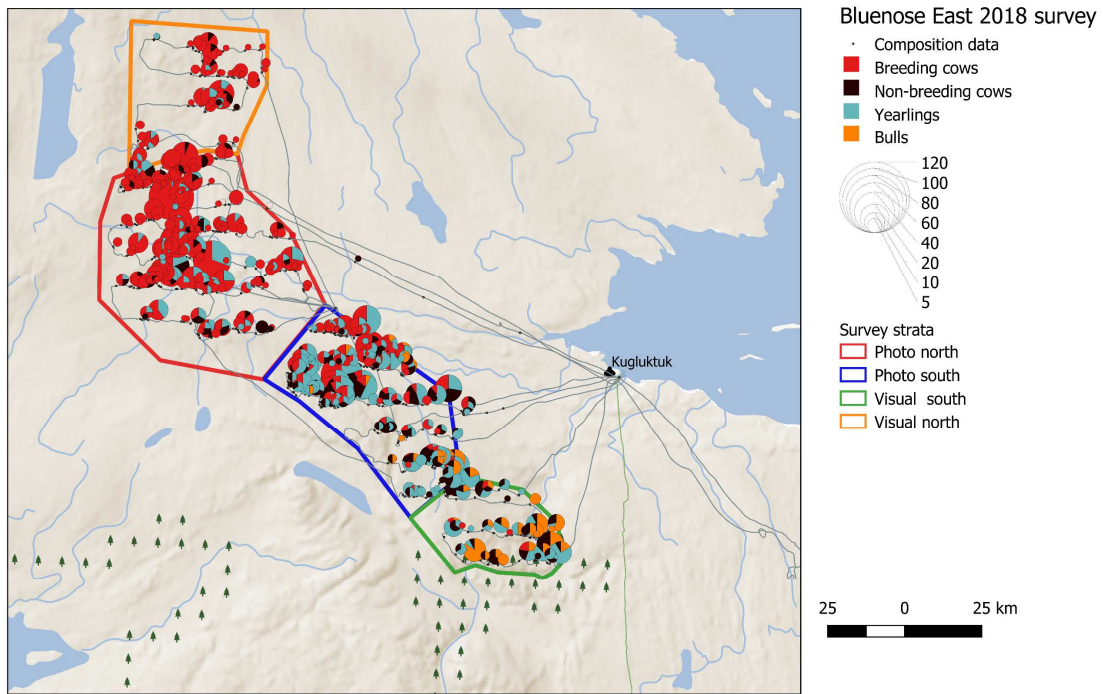 Bluenose East 2018 survey
Composition data
Breeding cows
Non-breeding cows
Yearlings
Bulls
120
100
80
60
40
20
10
5
Survey strata
Photo north
Photo south
Visual  south
Visual north
Kugluktuk
25 0 25 km